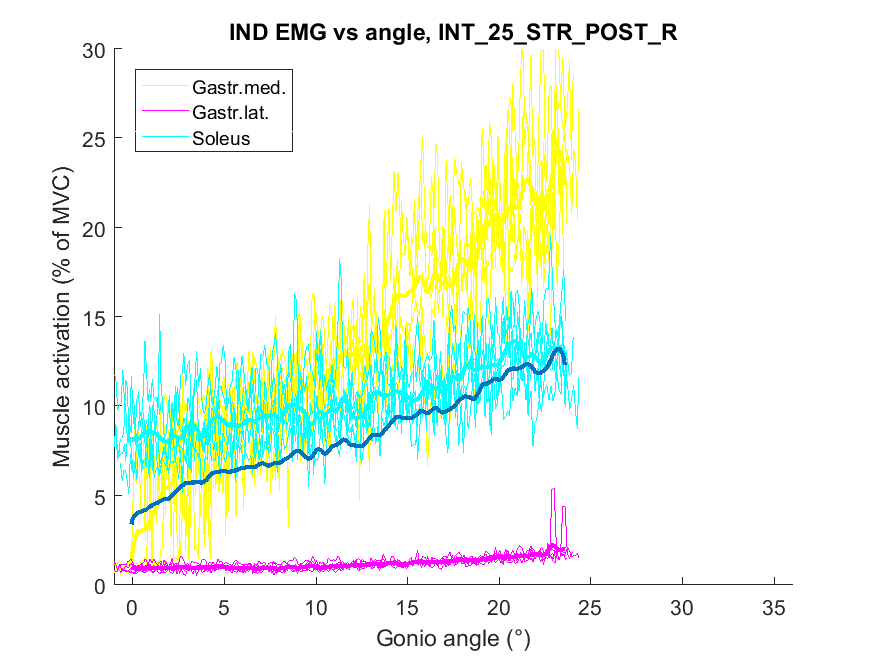 IND EMG vs angle, INT_25_STR_POST_R
30
25
20
15
10
5
0
Muscle activation (% of MVC)
Gastr.med.
Gastr.lat.
Soleus
0 5 10 15 20 25 30 35
Gonio angle (°)